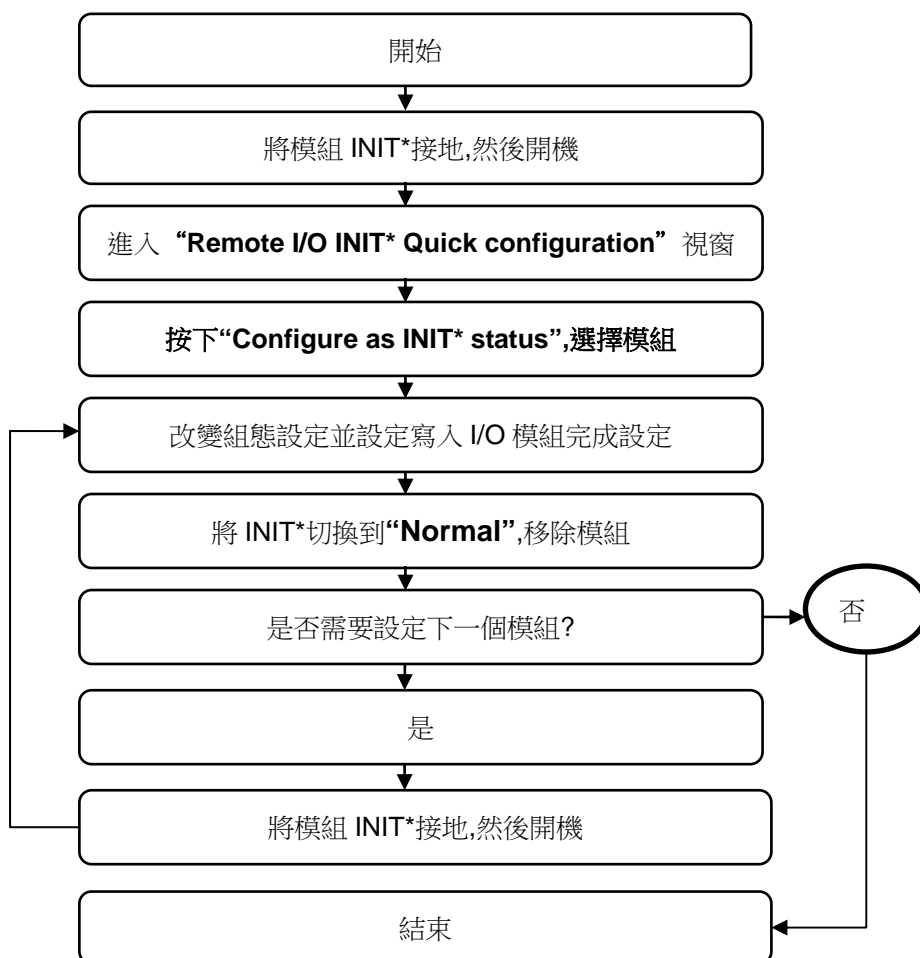 開始
將模組 INIT*接地,然後開機
進入“Remote I/O INIT* Quick configuration”視窗
按下“Configure as INIT* status”,選擇模組
改變組態設定並設定寫入 I/O 模組完成設定
將 INIT*切換到“Normal”,移除模組
是否需要設定下一個模組?
否
是
將模組 INIT*接地,然後開機
結束